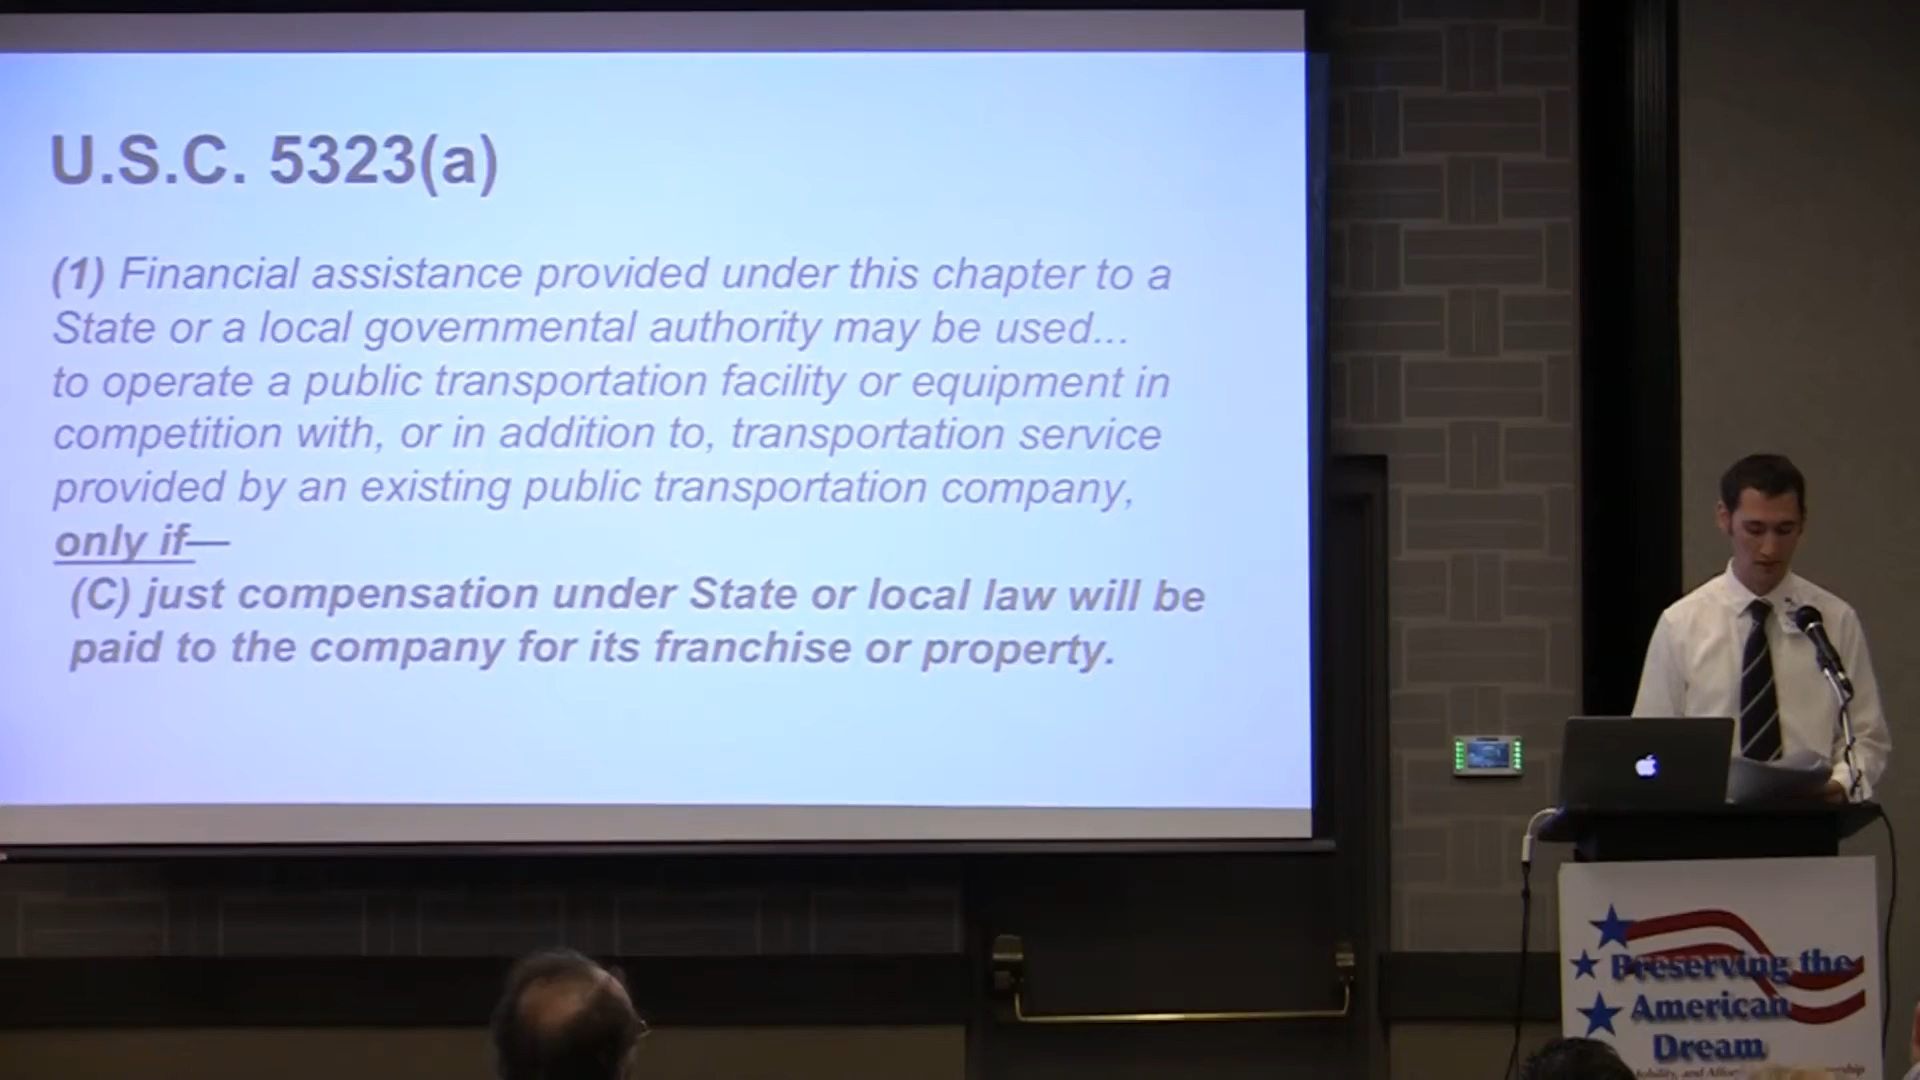 U.S.C. 5323(a)
(1) Financial assistance provided under this chapter to a
State or a local governmental authority may be used...
to operate a public transportation facility or equipment in
competition with, or in addition to, transportation service
provided by an existing public transportation company,
only if—
(C) just compensation under State or local law will be
paid to the company for its franchise or property.
Preserving the
American
Dream